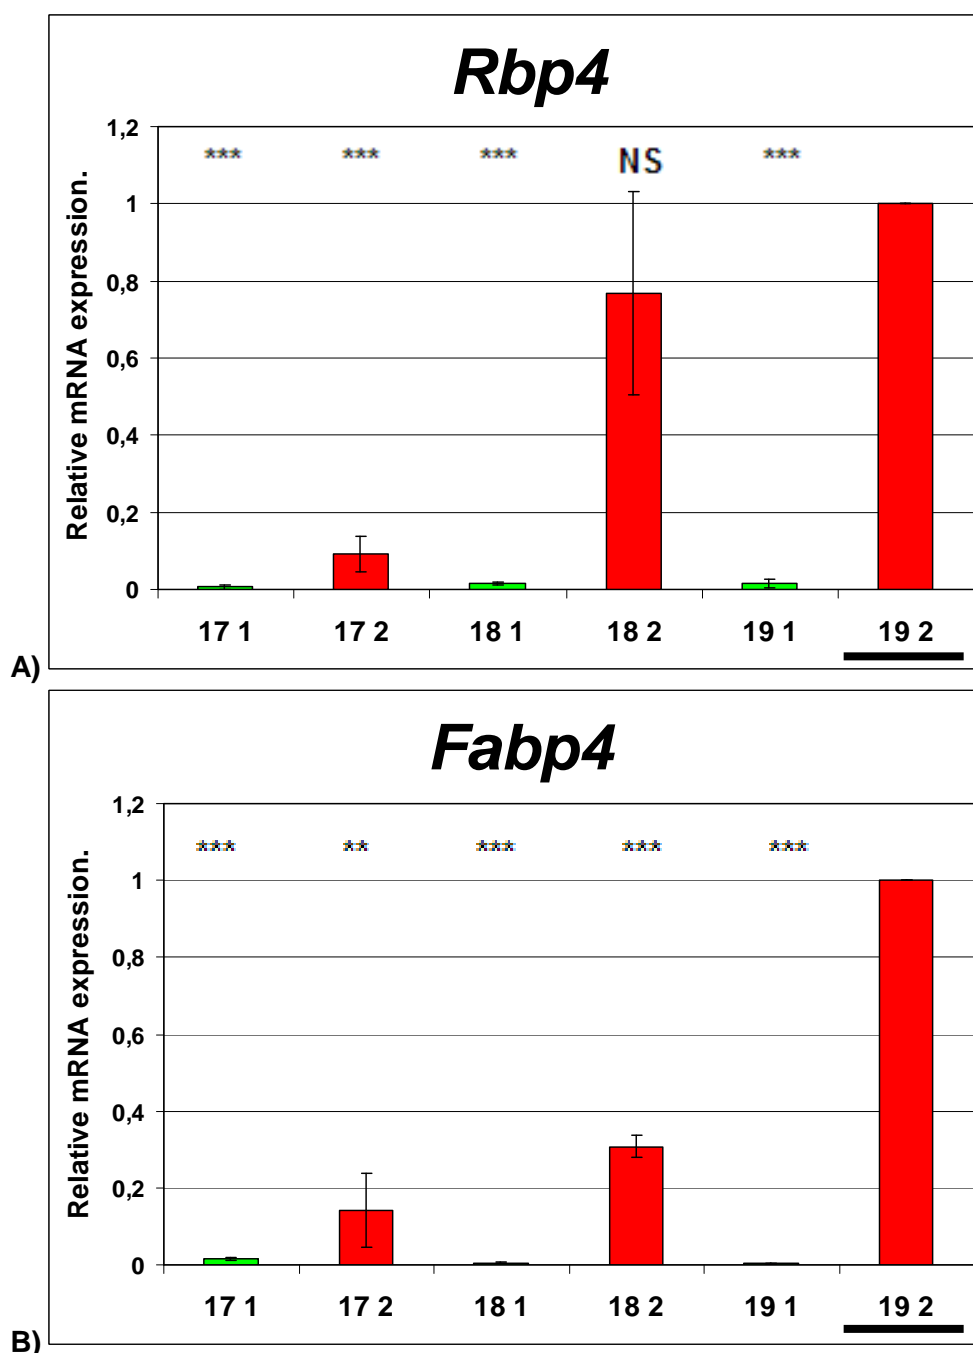 Rbp4
1,2
*** *** *** NS ***
1
0,8
0,6
0,4
0,2
0
Relative mRNA expression.
17 1 17 2 18 1 18 2 19 1 19 2
A)
Fabp4
1,2
*** ** *** *** ***
1
0,8
0,6
0,4
0,2
0
Relative mRNA expression.
17 1 17 2 18 1 18 2 19 1 19 2
B)